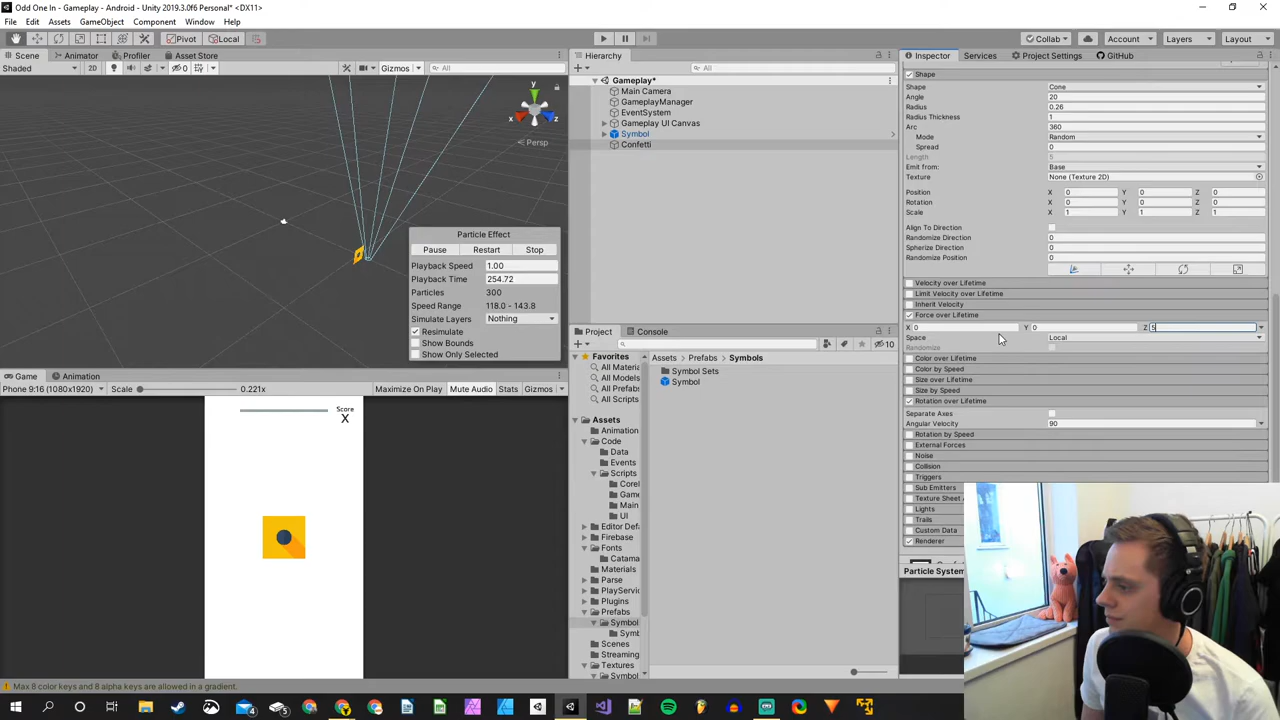 Odd One In - Gameplay - Android - Unity 2019.3.0f6 Personal* <DX11>
File Edit Assets GameObject Component Window Help
Pivot Local Collab Account Layers Layout
Scene Animator Profiler Asset Store
Shaded 2D 0 Gizmos All
y
x z
Persp
Particle Effect
Pause Restart Stop
Playback Speed 1.00
Playback Time 254.72
Particles 300
Speed Range 118.0 - 143.8
Simulate Layers Nothing
Resimulate
Show Bounds
Show Only Selected
Game Animation
Phone 9:16 (1080x1920) Scale 0.221x Maximize On Play Mute Audio Stats Gizmos
Score
X
Hierarchy
All
Gameplay*
Main Camera
GameplayManager
EventSystem
Gameplay UI Canvas
Symbol
Confetti
Project Console
10
Favorites
All Materia
All Models
All Prefabs
All Scripts
Assets
Animation
Code
Data
Events
Scripts
Core
Game
Main
UI
Editor Defa
Firebase
Fonts
Catama
Materials
Parse
PlayService
Plugins
Prefabs
Symbol
Symb
Scenes
Streaming
Textures
Symbol
Assets Prefabs Symbols
Symbol Sets
Symbol
Inspector Services Project Settings GitHub
Shape
Shape Cone
Angle 20
Radius 0.26
Radius Thickness 1
Arc 360
Mode Random
Spread 0
Length 5
Emit from: Base
Texture None (Texture 2D)
Position X 0 Y 0 Z 0
Rotation X 0 Y 0 Z 0
Scale X 1 Y 1 Z 1
Align To Direction
Randomize Direction 0
Spherize Direction 0
Randomize Position 0
Velocity over Lifetime
Limit Velocity over Lifetime
Inherit Velocity
Force over Lifetime
X 0 Y 0 Z 5
Space Local
Randomize
Color over Lifetime
Color by Speed
Size over Lifetime
Size by Speed
Rotation over Lifetime
Separate Axes
Angular Velocity 90
Rotation by Speed
External Forces
Noise
Collision
Triggers
Sub Emitters
Texture Sheet A
Lights
Trails
Custom Data
Renderer
Particle System
Max 8 color keys and 8 alpha keys are allowed in a gradient.